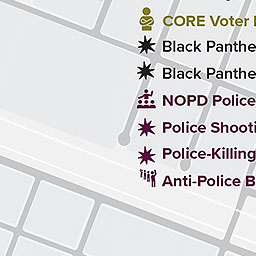 CORE Voter
Black Panthe
Black Panthe
NOPD Police
Police Shooti
Police-Killing
Anti-Police B